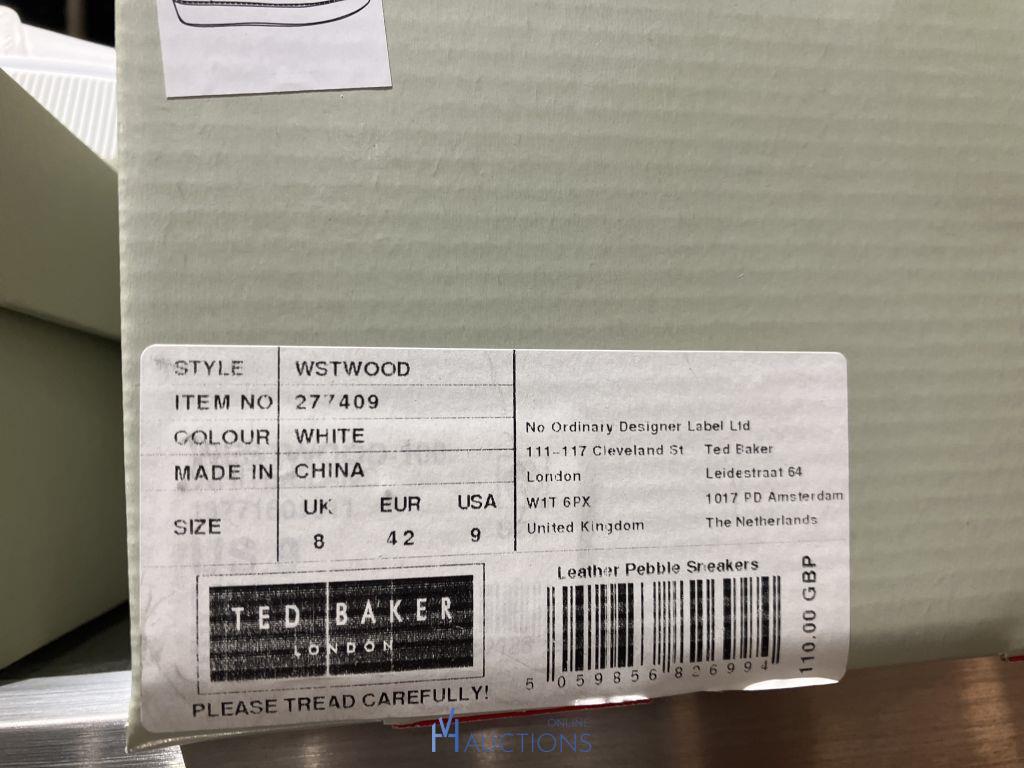 STYLE WSTWOOD
ITEM NO 277409
COLOUR WHITE
MADE IN CHINA
SIZE
UK EUR USA
8 42 9
No Ordinary Designer Label Ltd
111-117 Cleveland St
London
W1T 6PX
United Kingdom
Ted Baker
Leidestraat 64
1017 PD Amsterdam
The Netherlands
TED BAKER
LONDON
PLEASE TREAD CAREFULLY!
Leather Pebble Sneakers
5 059856 826994
110.00 GBP
ONLINE
AUCTIONS